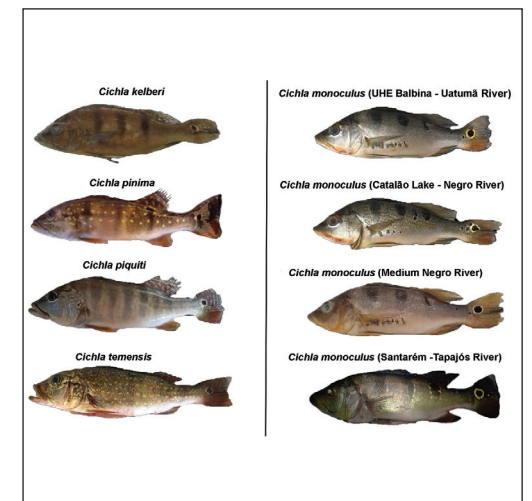 Cichla kelberi
Cichla pinima
Cichla piquiti
Cichla temensis
Cichla monoculus (UHE Balbina - Uatumã River)
Cichla monoculus (Catalão Lake - Negro River)
Cichla monoculus (Medium Negro River)
Cichla monoculus (Santarém -Tapajós River)